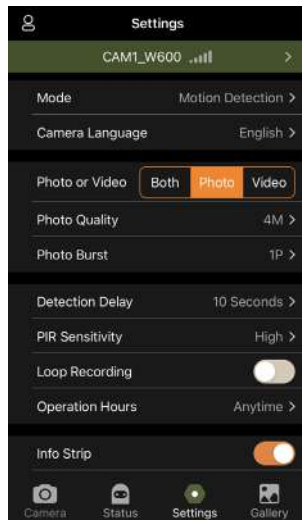 Settings
CAM1_W600
Mode Motion Detection >
Camera Language English >
Photo or Video Both Photo Video
Photo Quality 4M >
Photo Burst 1P >
Detection Delay 10 Seconds >
PIR Sensitivity High >
Loop Recording
Operation Hours Anytime >
Info Strip
Camera Status Settings Gallery